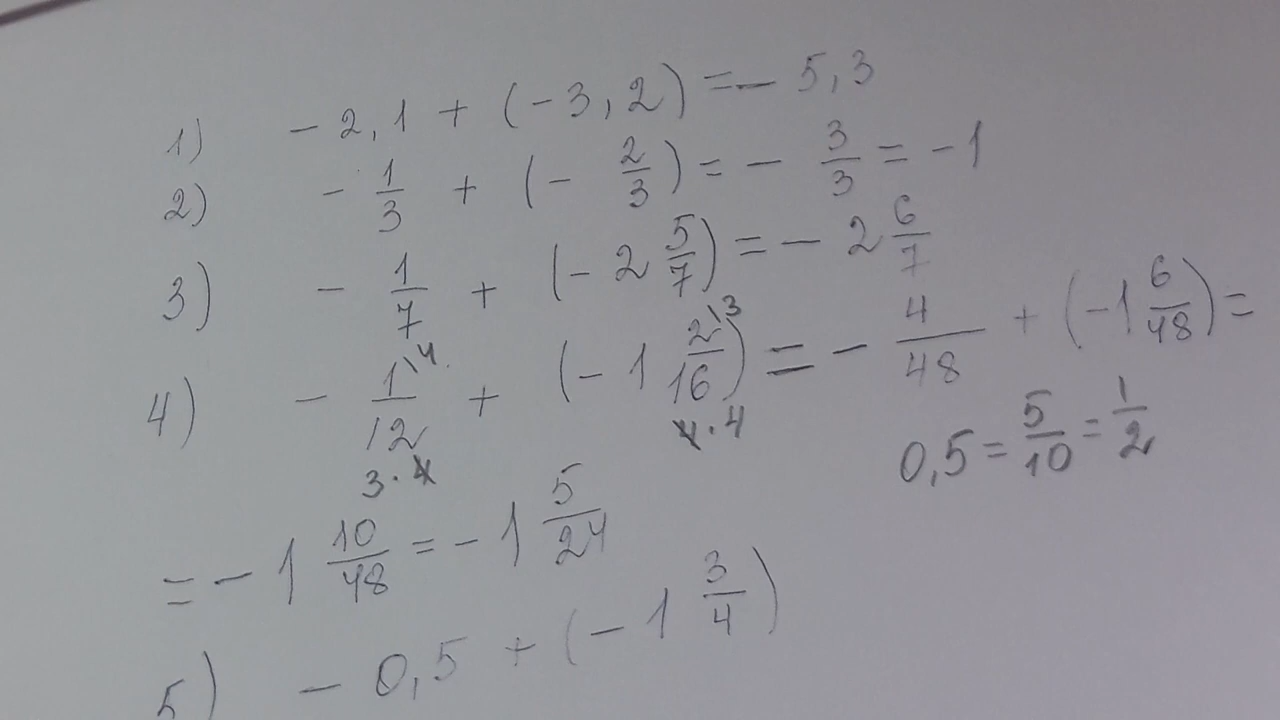 1) - 2,1 + (-3,2) = - 5,3
2) - 1/3 + (- 2/3) = - 3/3 = -1
3) - 1/7 + (-2 5/7) = - 2 6/7
4) - 1\4/12 + (-1 2\3/16) = - 4/48 + (-1 6/48) =
3·4 4·4
0,5 = 5/10 = 1/2
= -1 10/48 = -1 5/24
5) - 0,5 + (-1 3/4)